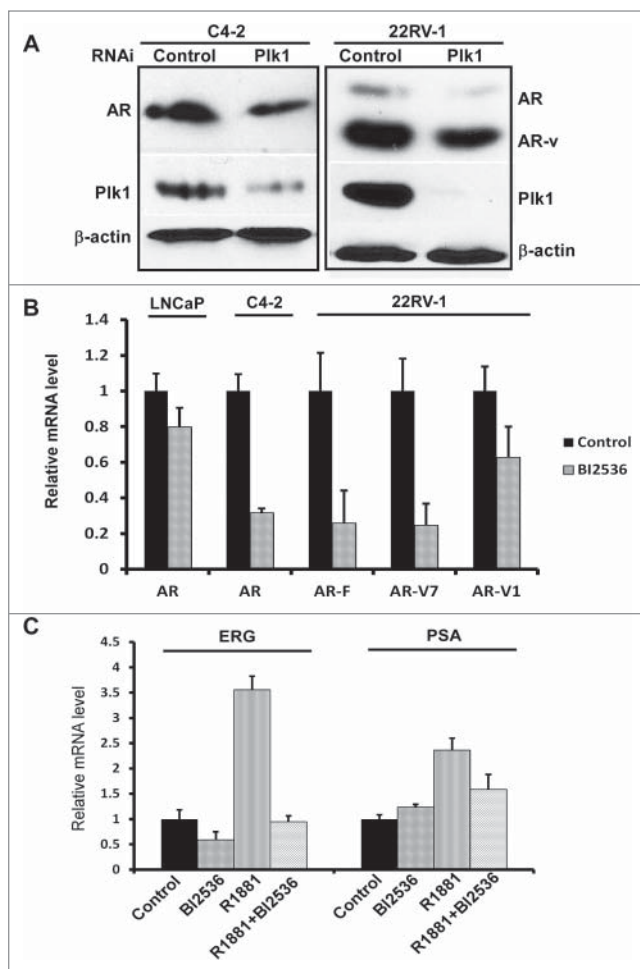 A
C4-2 22RV-1
RNAi Control Plk1 Control Plk1
AR AR
AR-v
Plk1 Plk1
β-actin β-actin
B
LNCaP C4-2 22RV-1
Relative mRNA level
1.4
1.2
1
0.8
0.6
0.4
0.2
0
AR AR AR-F AR-V7 AR-V1
Control
BI2536
C
ERG PSA
Relative mRNA level
4.5
4
3.5
3
2.5
2
1.5
1
0.5
0
Control BI2536 R1881 R1881+BI2536 Control BI2536 R1881 R1881+BI2536